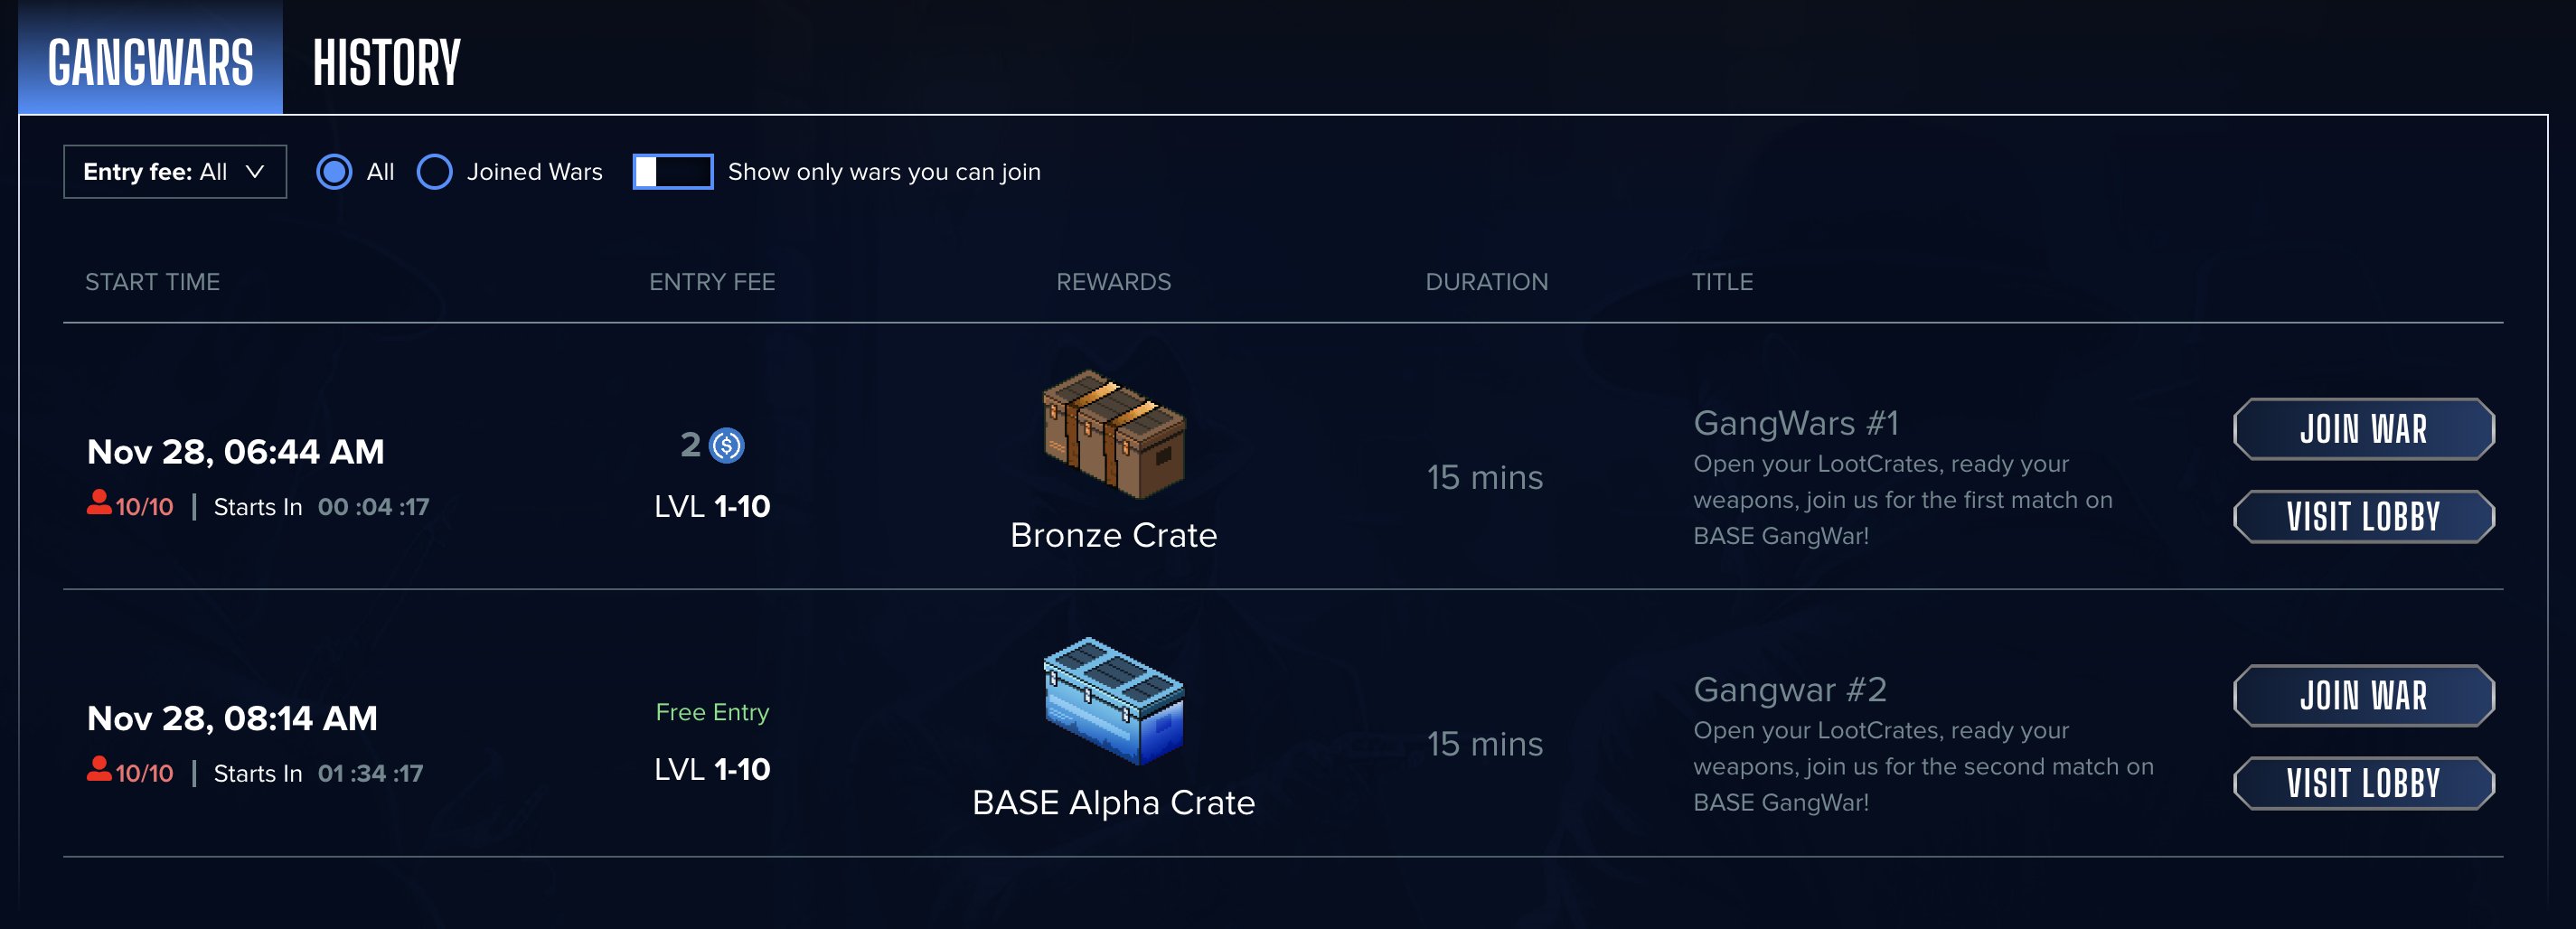 GANGWARS HISTORY
Entry fee: All All Joined Wars Show only wars you can join
START TIME ENTRY FEE REWARDS DURATION TITLE
Nov 28, 06:44 AM
10/10 | Starts In 00 :04 :17
2
LVL 1-10
Bronze Crate
15 mins
GangWars #1
Open your LootCrates, ready your
weapons, join us for the first match on
BASE GangWar!
JOIN WAR
VISIT LOBBY
Nov 28, 08:14 AM
10/10 | Starts In 01 :34 :17
Free Entry
LVL 1-10
BASE Alpha Crate
15 mins
Gangwar #2
Open your LootCrates, ready your
weapons, join us for the second match on
BASE GangWar!
JOIN WAR
VISIT LOBBY